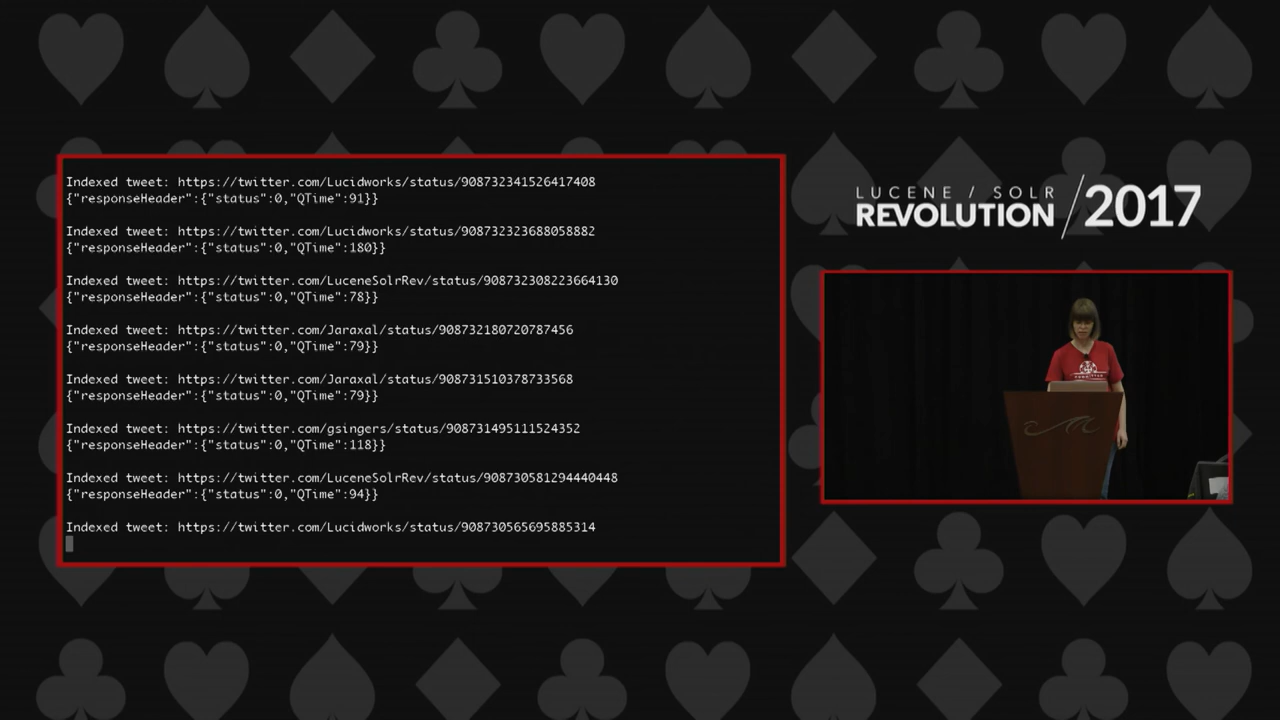 Indexed tweet: https://twitter.com/Lucidworks/status/908732341526417408
{"responseHeader":{"status":0,"QTime":91}}
Indexed tweet: https://twitter.com/Lucidworks/status/908732323688058882
{"responseHeader":{"status":0,"QTime":180}}
Indexed tweet: https://twitter.com/LuceneSolrRev/status/908732308223664130
{"responseHeader":{"status":0,"QTime":78}}
Indexed tweet: https://twitter.com/Jaraxal/status/908732180720787456
{"responseHeader":{"status":0,"QTime":79}}
Indexed tweet: https://twitter.com/Jaraxal/status/908731510378733568
{"responseHeader":{"status":0,"QTime":79}}
Indexed tweet: https://twitter.com/gsingers/status/908731495111524352
{"responseHeader":{"status":0,"QTime":118}}
Indexed tweet: https://twitter.com/LuceneSolrRev/status/908730581294440448
{"responseHeader":{"status":0,"QTime":94}}
Indexed tweet: https://twitter.com/Lucidworks/status/908730565695885314
LUCENE / SOLR
REVOLUTION / 2017